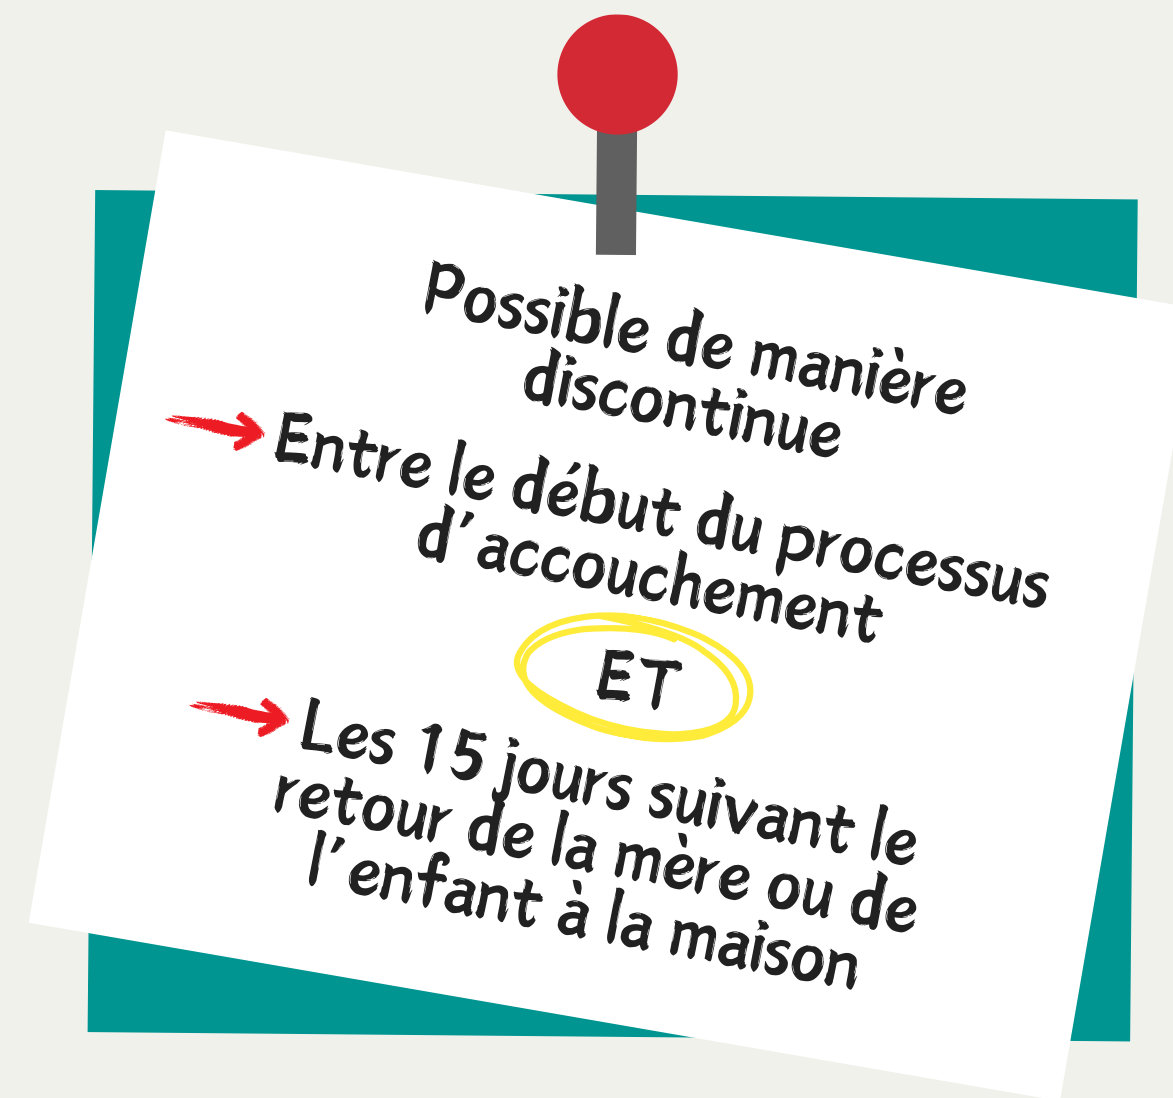 Possible de manière
discontinue
Entre le début du processus
d'accouchement
ET
Les 15 jours suivant le
retour de la mère ou de
l'enfant à la maison